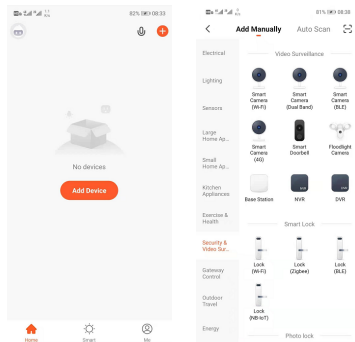 82% 08:33
No devices
Add Device
Home
Smart
Me
81% 08:38
Add Manually
Auto Scan
Electrical
Lighting
Sensors
Large
Home Ap...
Small
Home Ap...
Kitchen
Appliances
Exercise &
Health
Security &
Video Sur...
Gateway
Control
Outdoor
Travel
Energy
Video Surveillance
Smart
Camera
(Wi-Fi)
Smart
Camera
(Dual Band)
Smart
Camera
(BLE)
Smart
Camera
(4G)
Smart
Doorbell
Floodlight
Camera
Base Station
NVR
DVR
Smart Lock
Lock
(Wi-Fi)
Lock
(Zigbee)
Lock
(BLE)
Lock
(NB-IoT)
Photo lock